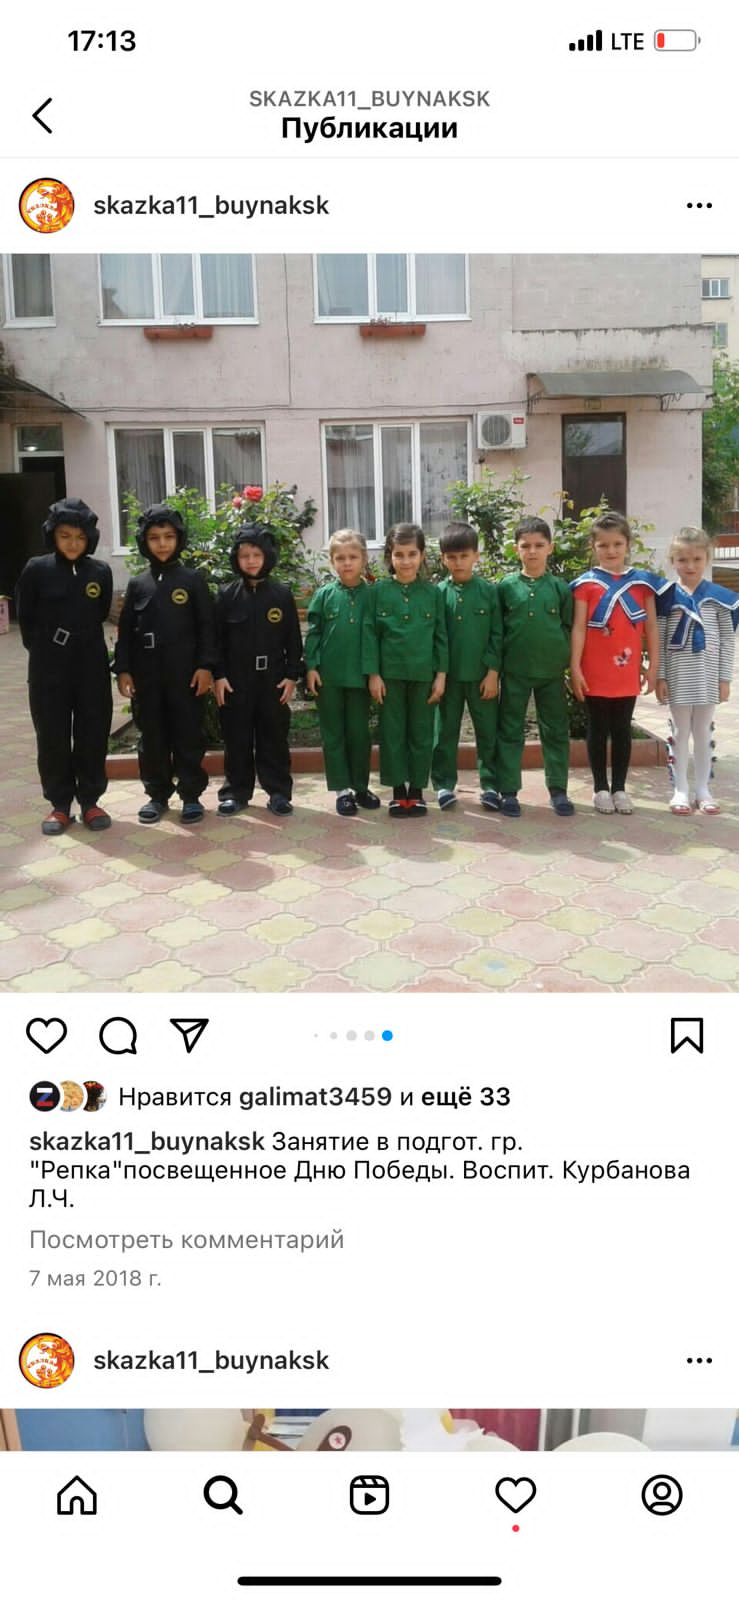 17:13
LTE
SKAZKA11_BUYNAKSK
Публикации
skazka11_buynaksk
Нравится galimat3459 и ещё 33
skazka11_buynaksk Занятие в подгот. гр.
"Репка"посвещенное Дню Победы. Воспит. Курбанова
Л.Ч.
Посмотреть комментарий
7 мая 2018 г.
skazka11_buynaksk